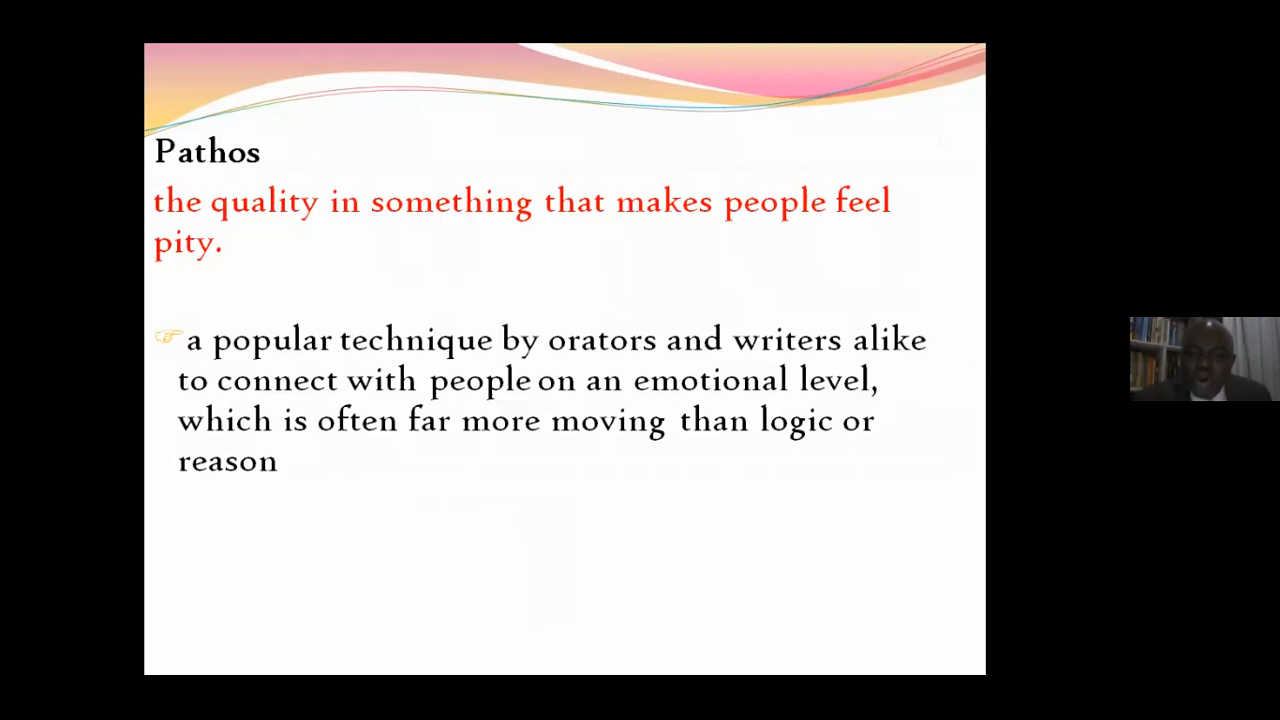 Pathos
the quality in something that makes people feel
pity.
a popular technique by orators and writers alike
to connect with people on an emotional level,
which is often far more moving than logic or
reason